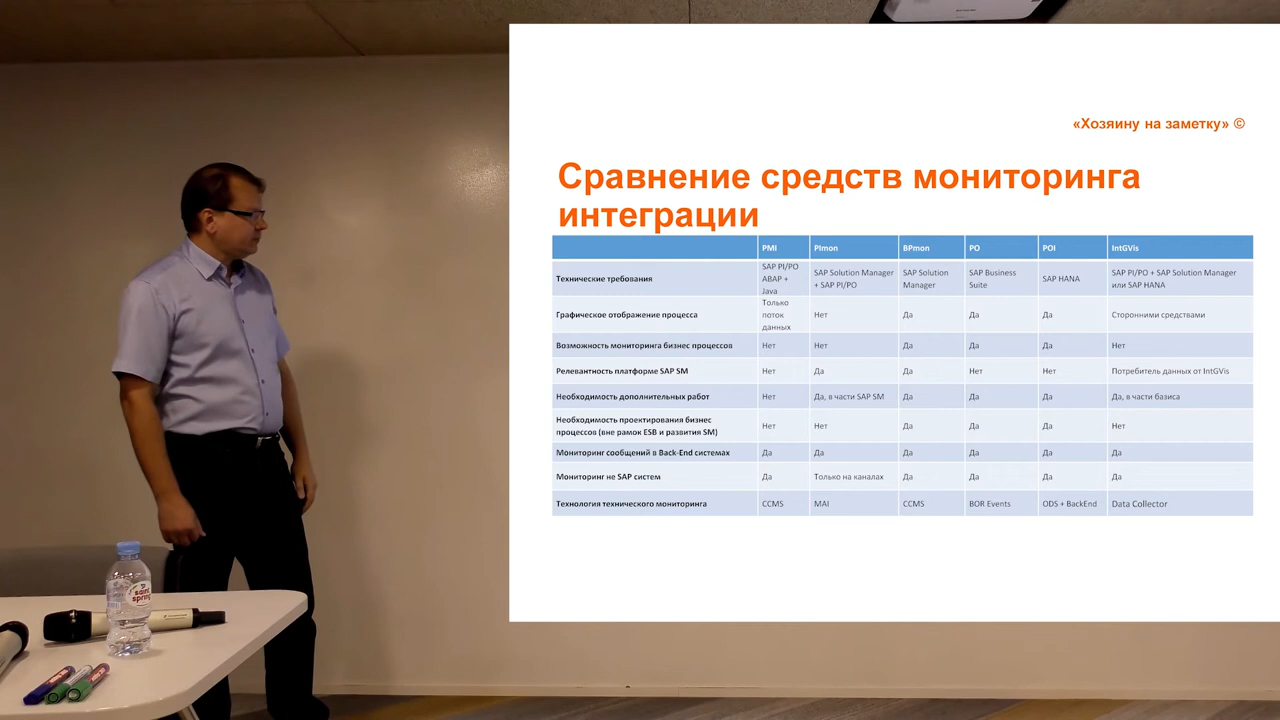 «Хозяину на заметку» ©
Сравнение средств мониторинга
интеграции
PMI PImon BPmon PO POI IntGVis
Технические требования SAP PI/PO ABAP + Java SAP Solution Manager + SAP PI/PO SAP Solution Manager SAP Business Suite SAP HANA SAP PI/PO + SAP Solution Manager или SAP HANA
Графическое отображение процесса Только поток данных Нет Да Да Да Сторонними средствами
Возможность мониторинга бизнес процессов Нет Нет Да Да Да Нет
Релевантность платформе SAP SM Нет Да Да Нет Нет Потребитель данных от IntGVis
Необходимость дополнительных работ Нет Да, в части SAP SM Да Да Да Да, в части базиса
Необходимость проектирования бизнес процессов (вне рамок ESB и развития SM) Нет Нет Да Да Да Нет
Мониторинг сообщений в Back-End системах Да Да Да Да Да Да
Мониторинг не SAP систем Да Только на каналах Да Да Да Да
Технология технического мониторинга CCMS MAI CCMS BOR Events ODS + BackEnd Data Collector
saint
spring